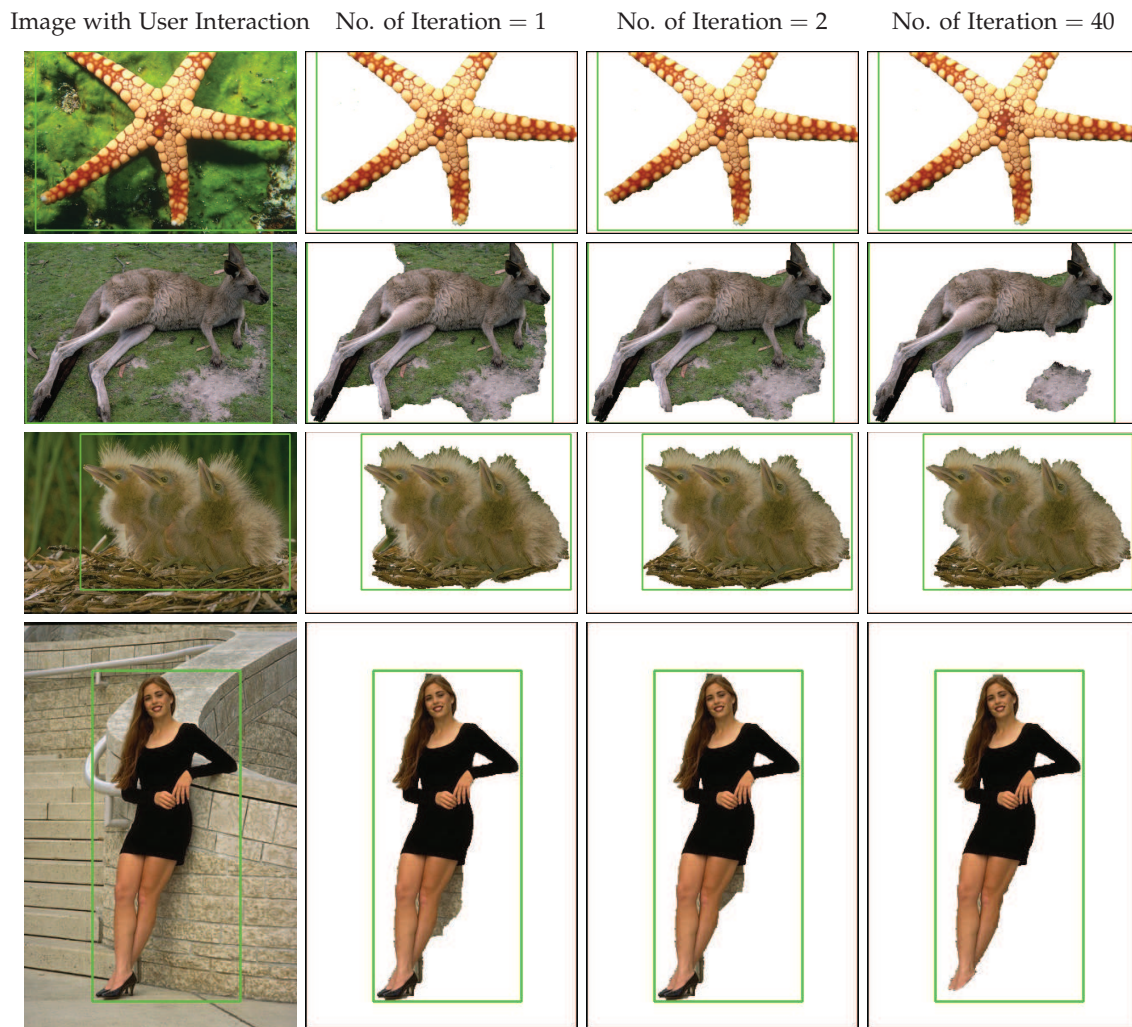 Image with User Interaction No. of Iteration = 1 No. of Iteration = 2 No. of Iteration = 40